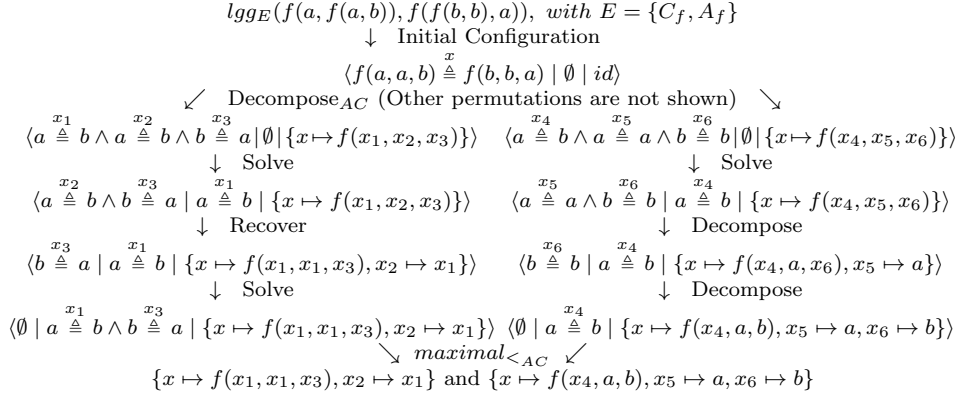 lgg_E(f(a, f(a, b)), f(f(b, b), a)), with E = {C_f, A_f}
↓ Initial Configuration
⟨f(a, a, b) ≜^x f(b, b, a) | ∅ | id⟩
↙ Decompose_AC (Other permutations are not shown) ↘
⟨a ≜^{x_1} b ∧ a ≜^{x_2} b ∧ b ≜^{x_3} a | ∅ | {x ↦ f(x_1, x_2, x_3)}⟩ ⟨a ≜^{x_4} b ∧ a ≜^{x_5} a ∧ b ≜^{x_6} b | ∅ | {x ↦ f(x_4, x_5, x_6)}⟩
↓ Solve ↓ Solve
⟨a ≜^{x_2} b ∧ b ≜^{x_3} a | a ≜^{x_1} b | {x ↦ f(x_1, x_2, x_3)}⟩ ⟨a ≜^{x_5} a ∧ b ≜^{x_6} b | a ≜^{x_4} b | {x ↦ f(x_4, x_5, x_6)}⟩
↓ Recover ↓ Decompose
⟨b ≜^{x_3} a | a ≜^{x_1} b | {x ↦ f(x_1, x_1, x_3), x_2 ↦ x_1}⟩ ⟨b ≜^{x_6} b | a ≜^{x_4} b | {x ↦ f(x_4, a, x_6), x_5 ↦ a}⟩
↓ Solve ↓ Decompose
⟨∅ | a ≜^{x_1} b ∧ b ≜^{x_3} a | {x ↦ f(x_1, x_1, x_3), x_2 ↦ x_1}⟩ ⟨∅ | a ≜^{x_4} b | {x ↦ f(x_4, a, b), x_5 ↦ a, x_6 ↦ b}⟩
↘ maximal_{<_AC} ↙
{x ↦ f(x_1, x_1, x_3), x_2 ↦ x_1} and {x ↦ f(x_4, a, b), x_5 ↦ a, x_6 ↦ b}